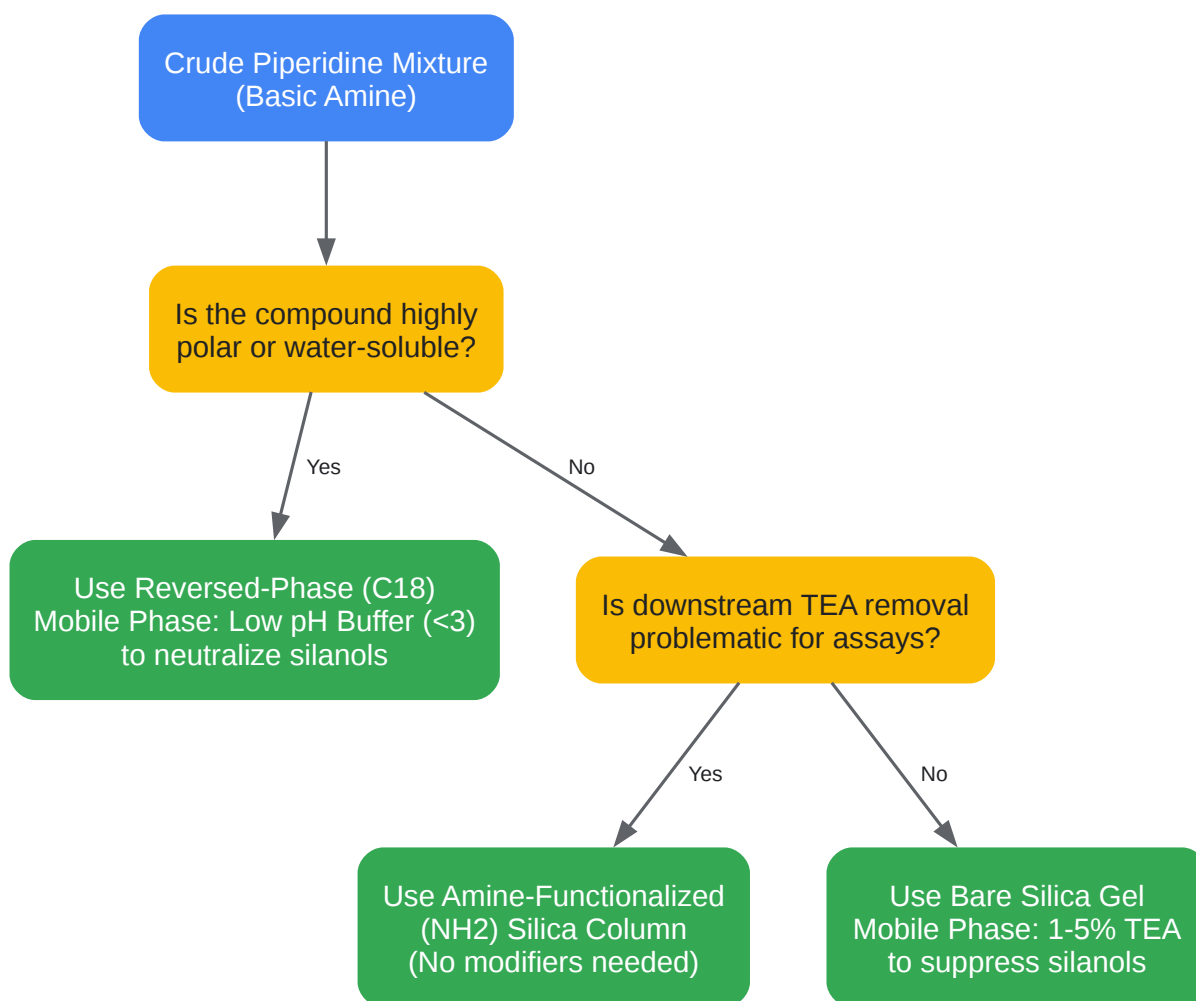 Crude Piperidine Mixture
(Basic Amine)
Is the compound highly
polar or water-soluble?
Yes
No
Use Reversed-Phase (C18)
Mobile Phase: Low pH Buffer (<3)
to neutralize silanols
Is downstream TEA removal
problematic for assays?
Yes
No
Use Amine-Functionalized
(NH2) Silica Column
(No modifiers needed)
Use Bare Silica Gel
Mobile Phase: 1-5% TEA
to suppress silanols